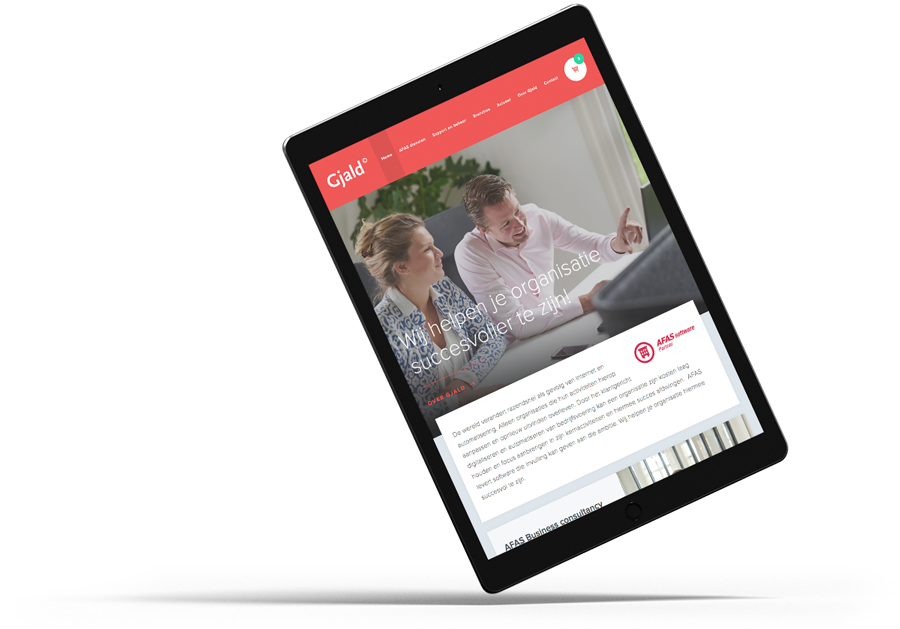 Gjald©
Home
AFAS diensten
Support en beheer
Branches
Actueel
Over Gjald
Contact
Wij helpen je organisatie
succesvoller te zijn!
OVER GJALD
AFAS software
Partner
De wereld verandert razendsnel als gevolg van internet en
automatisering. Alleen organisaties die hun activiteiten hierop
aanpassen en opnieuw uitvinden overleven. Door het klantgericht
digitaliseren en automatiseren van bedrijfsvoering kan een organisatie zijn kosten laag
houden en focus aanbrengen in zijn kernactiviteiten en hiermee succes afdwingen. AFAS
levert software die invulling kan geven aan die ambitie. Wij helpen je organisatie hiermee
succesvol te zijn.
AFAS Business consultancy